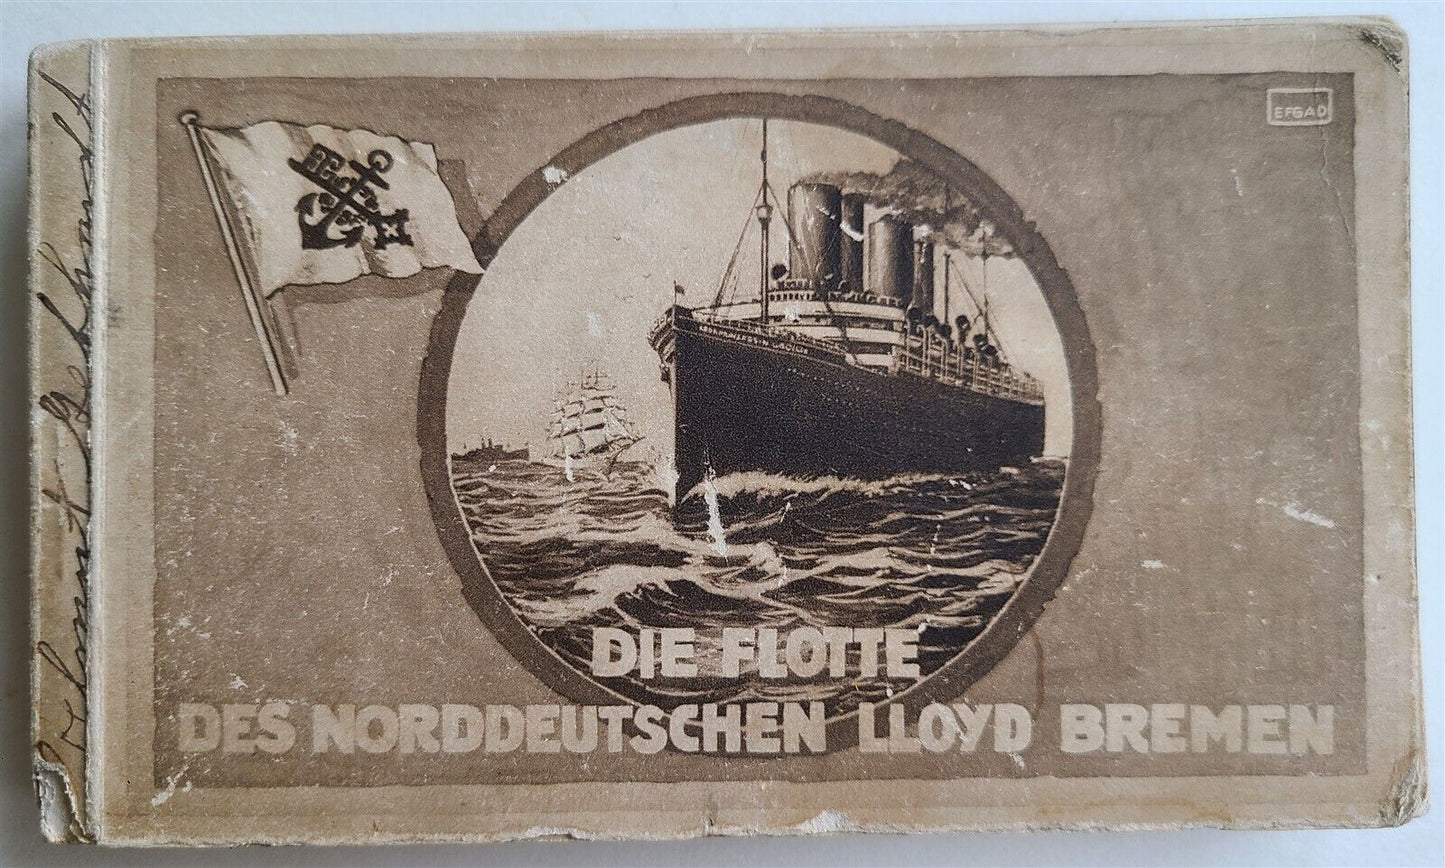 EFGAD
DIE FLOTTE
DES NORDDEUTSCHEN LLOYD BREMEN